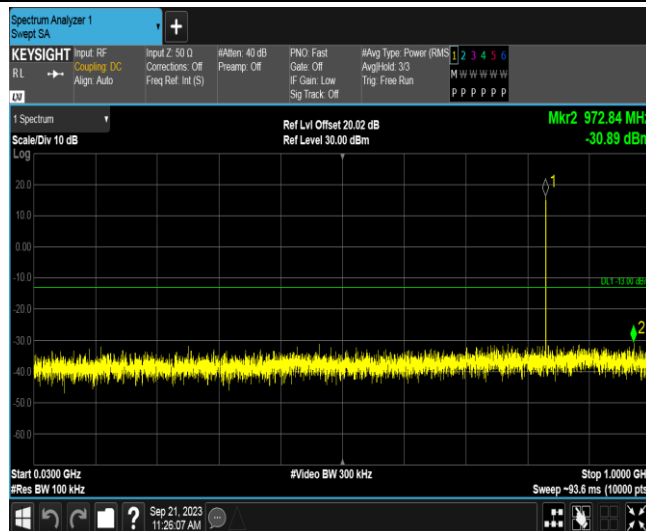 Spectrum Analyzer 1
Swept SA
+
KEYSIGHT
RL
LXI
Input: RF
Coupling: DC
Align: Auto
Input Z: 50 Ω
Corrections: Off
Freq Ref: Int (S)
#Atten: 40 dB
Preamp: Off
PNO: Fast
Gate: Off
IF Gain: Low
Sig Track: Off
#Avg Type: Power (RMS
Avg|Hold: 3/3
Trig: Free Run
1 2 3 4 5 6
M W W W W W
P P P P P P
1 Spectrum
Scale/Div 10 dB
Log
Ref Lvl Offset 20.02 dB
Ref Level 30.00 dBm
Mkr2 972.84 MHz
-30.89 dBm
1
20.0
10.0
0.00
-10.0
DL1 -13.00 dBm
-20.0
2
-30.0
-40.0
-50.0
-60.0
Start 0.0300 GHz
#Res BW 100 kHz
#Video BW 300 kHz
Stop 1.0000 GH
Sweep ~93.6 ms (10000 pts
?
Sep 21, 2023
11:26:07 AM